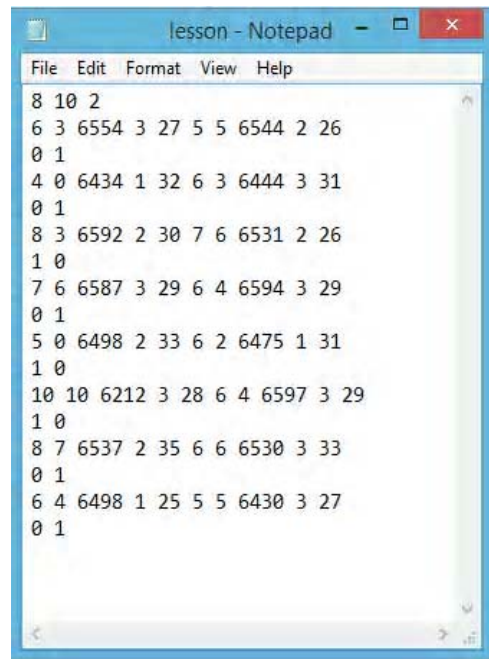 lesson - Notepad
File Edit Format View Help
8 10 2
6 3 6554 3 27 5 5 6544 2 26
0 1
4 0 6434 1 32 6 3 6444 3 31
0 1
8 3 6592 2 30 7 6 6531 2 26
1 0
7 6 6587 3 29 6 4 6594 3 29
0 1
5 0 6498 2 33 6 2 6475 1 31
1 0
10 10 6212 3 28 6 4 6597 3 29
1 0
8 7 6537 2 35 6 6 6530 3 33
0 1
6 4 6498 1 25 5 5 6430 3 27
0 1